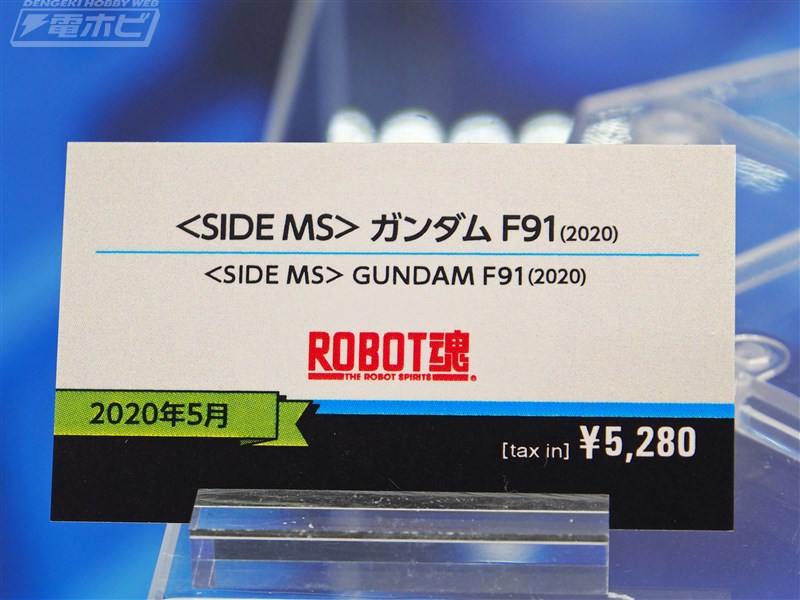 DENGEKI HOBBY WEB
電ホビ
<SIDE MS> ガンダム F91(2020)
<SIDE MS> GUNDAM F91(2020)
ROBOT魂
THE ROBOT SPIRITS
2020年5月
[tax in] ¥5,280